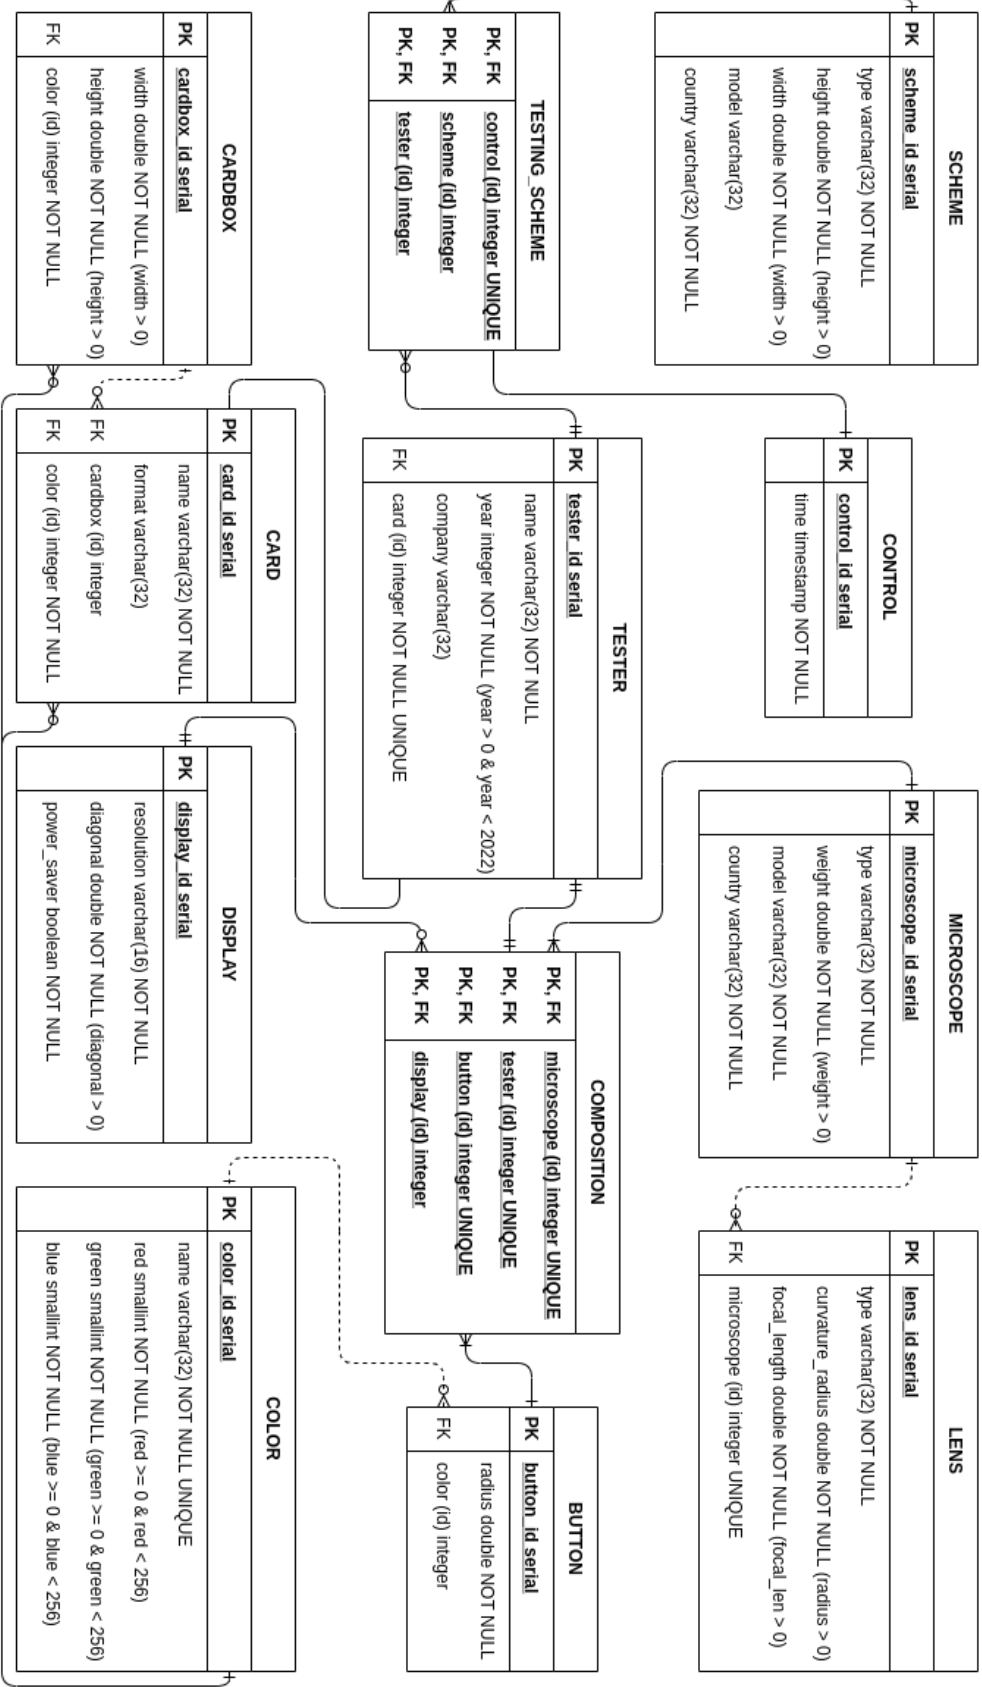 SCHEME
PK scheme_id serial
type varchar(32) NOT NULL
height double NOT NULL (height > 0)
width double NOT NULL (width > 0)
model varchar(32)
country varchar(32) NOT NULL
CONTROL
PK control_id serial
time timestamp NOT NULL
MICROSCOPE
PK microscope_id serial
type varchar(32) NOT NULL
weight double NOT NULL (weight > 0)
model varchar(32) NOT NULL
country varchar(32) NOT NULL
LENS
PK lens_id serial
type varchar(32) NOT NULL
curvature_radius double NOT NULL (radius > 0)
focal_length double NOT NULL (focal_len > 0)
FK microscope (id) integer UNIQUE
TESTING_SCHEME
PK, FK control (id) integer UNIQUE
PK, FK scheme (id) integer
PK, FK tester (id) integer
TESTER
PK tester_id serial
name varchar(32) NOT NULL
year integer NOT NULL (year > 0 & year < 2022)
company varchar(32)
FK card (id) integer NOT NULL UNIQUE
COMPOSITION
PK, FK microscope (id) integer UNIQUE
PK, FK tester (id) integer UNIQUE
PK, FK button (id) integer UNIQUE
PK, FK display (id) integer
BUTTON
PK button_id serial
radius double NOT NULL
FK color (id) integer
CARDBOX
PK cardbox_id serial
width double NOT NULL (width > 0)
height double NOT NULL (height > 0)
FK color (id) integer NOT NULL
CARD
PK card_id serial
name varchar(32) NOT NULL
format varchar(32)
FK cardbox (id) integer
FK color (id) integer NOT NULL
DISPLAY
PK display_id serial
resolution varchar(16) NOT NULL
diagonal double NOT NULL (diagonal > 0)
power_saver boolean NOT NULL
COLOR
PK color_id serial
name varchar(32) NOT NULL UNIQUE
red smallint NOT NULL (red >= 0 & red < 256)
green smallint NOT NULL (green >= 0 & green < 256)
blue smallint NOT NULL (blue >= 0 & blue < 256)